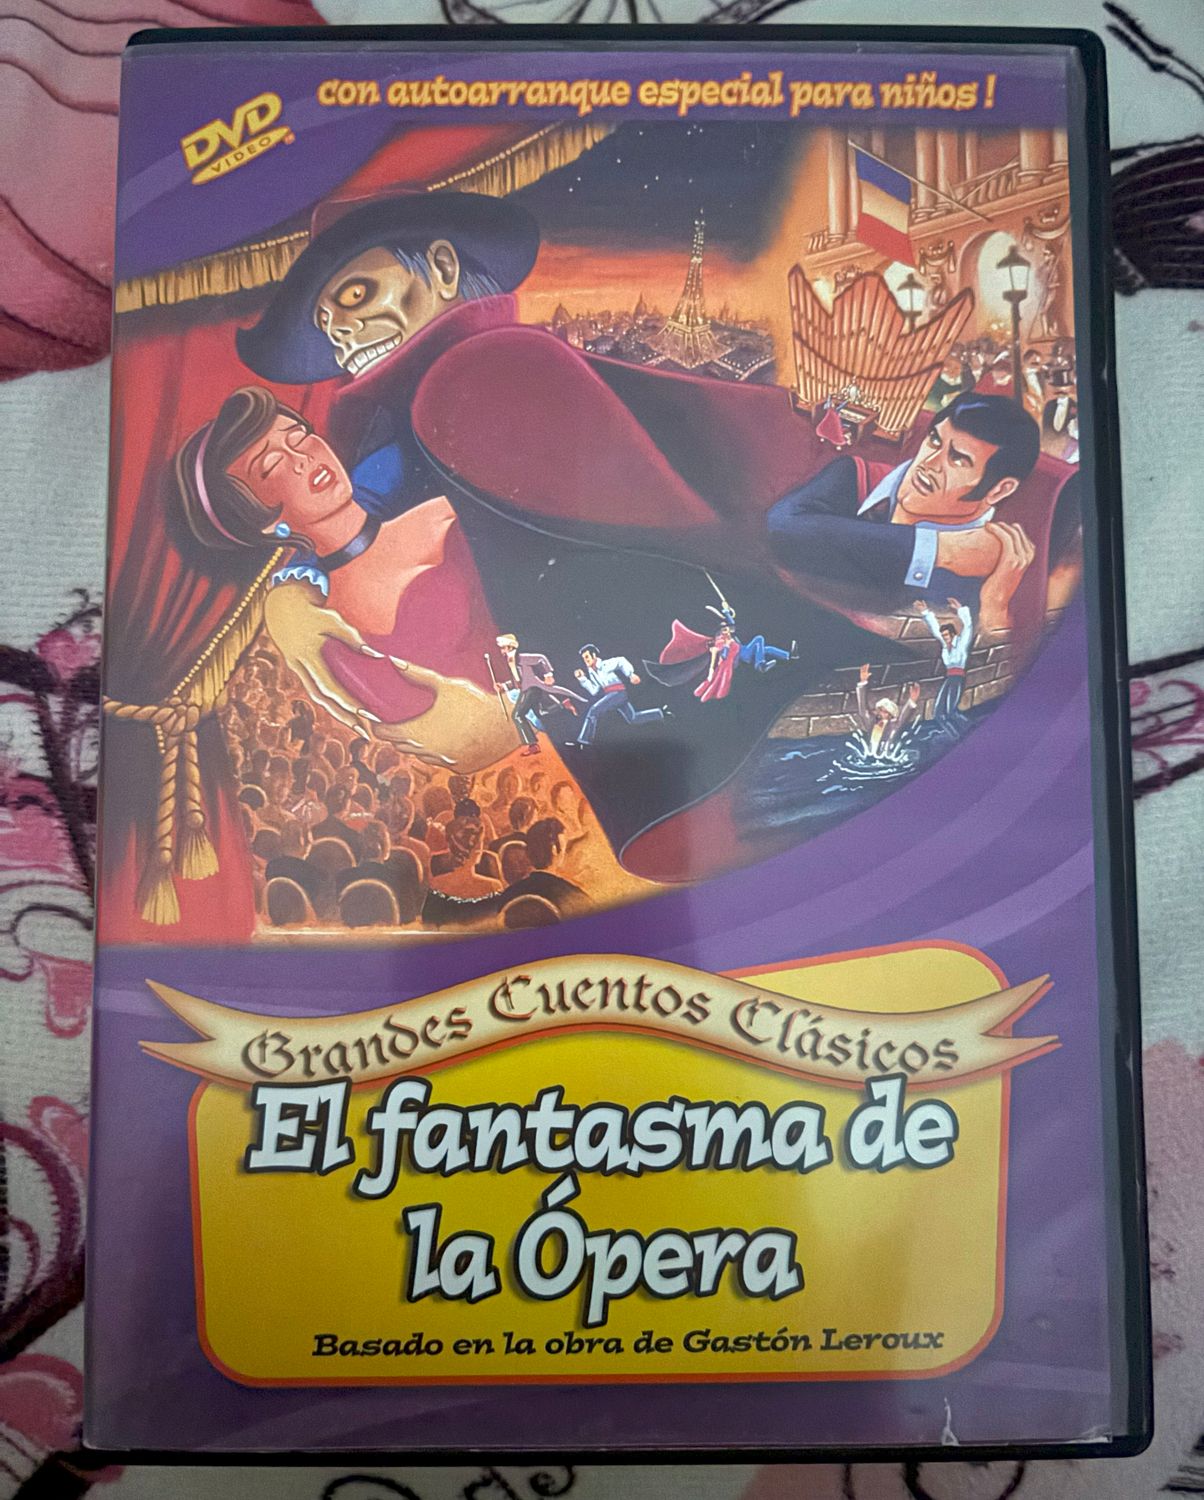 con autoarranque especial para niños!
DVD
VIDEO
Grandes Cuentos Clásicos
El fantasma de
la Ópera
Basado en la obra de Gastón Leroux